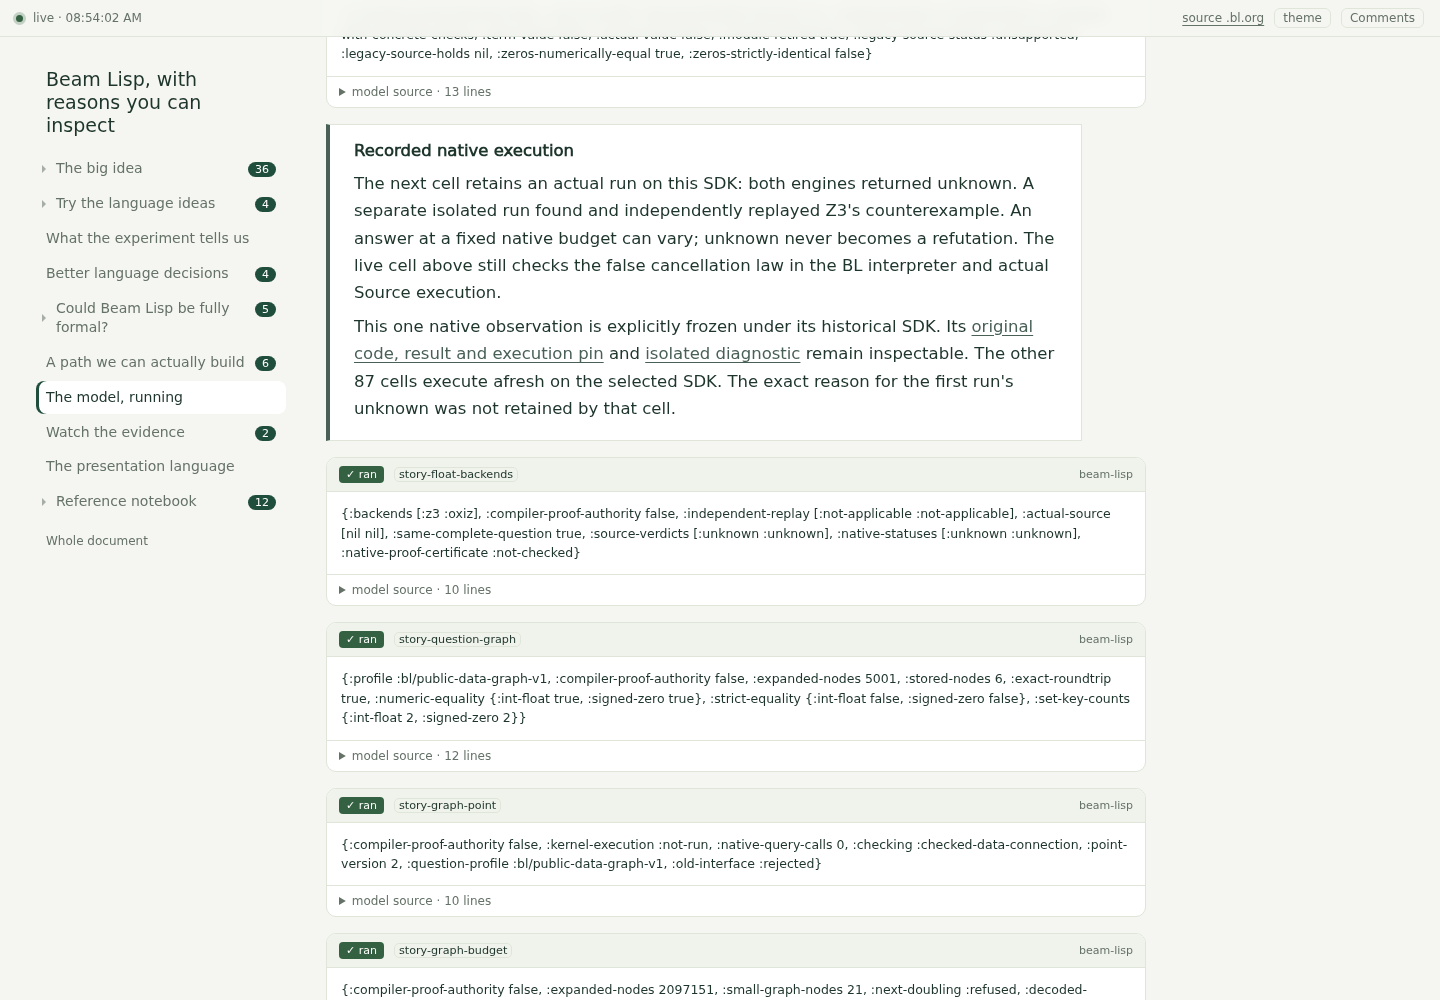 live · 08:54:02 AM
source .bl.org
theme
Comments
:legacy-source-holds nil, :zeros-numerically-equal true, :zeros-strictly-identical false}
model source · 13 lines
Beam Lisp, with
reasons you can
inspect
The big idea 36
Try the language ideas 4
What the experiment tells us
Better language decisions 4
Could Beam Lisp be fully
formal? 5
A path we can actually build 6
The model, running
Watch the evidence 2
The presentation language
Reference notebook 12
Whole document
Recorded native execution
The next cell retains an actual run on this SDK: both engines returned unknown. A
separate isolated run found and independently replayed Z3's counterexample. An
answer at a fixed native budget can vary; unknown never becomes a refutation. The
live cell above still checks the false cancellation law in the BL interpreter and actual
Source execution.
This one native observation is explicitly frozen under its historical SDK. Its original
code, result and execution pin and isolated diagnostic remain inspectable. The other
87 cells execute afresh on the selected SDK. The exact reason for the first run's
unknown was not retained by that cell.
✓ ran story-float-backends beam-lisp
{:backends [:z3 :oxiz], :compiler-proof-authority false, :independent-replay [:not-applicable :not-applicable], :actual-source
[nil nil], :same-complete-question true, :source-verdicts [:unknown :unknown], :native-statuses [:unknown :unknown],
:native-proof-certificate :not-checked}
model source · 10 lines
✓ ran story-question-graph beam-lisp
{:profile :bl/public-data-graph-v1, :compiler-proof-authority false, :expanded-nodes 5001, :stored-nodes 6, :exact-roundtrip
true, :numeric-equality {:int-float true, :signed-zero true}, :strict-equality {:int-float false, :signed-zero false}, :set-key-counts
{:int-float 2, :signed-zero 2}}
model source · 12 lines
✓ ran story-graph-point beam-lisp
{:compiler-proof-authority false, :kernel-execution :not-run, :native-query-calls 0, :checking :checked-data-connection, :point-
version 2, :question-profile :bl/public-data-graph-v1, :old-interface :rejected}
model source · 10 lines
✓ ran story-graph-budget beam-lisp
{:compiler-proof-authority false, :expanded-nodes 2097151, :small-graph-nodes 21, :next-doubling :refused, :decoded-